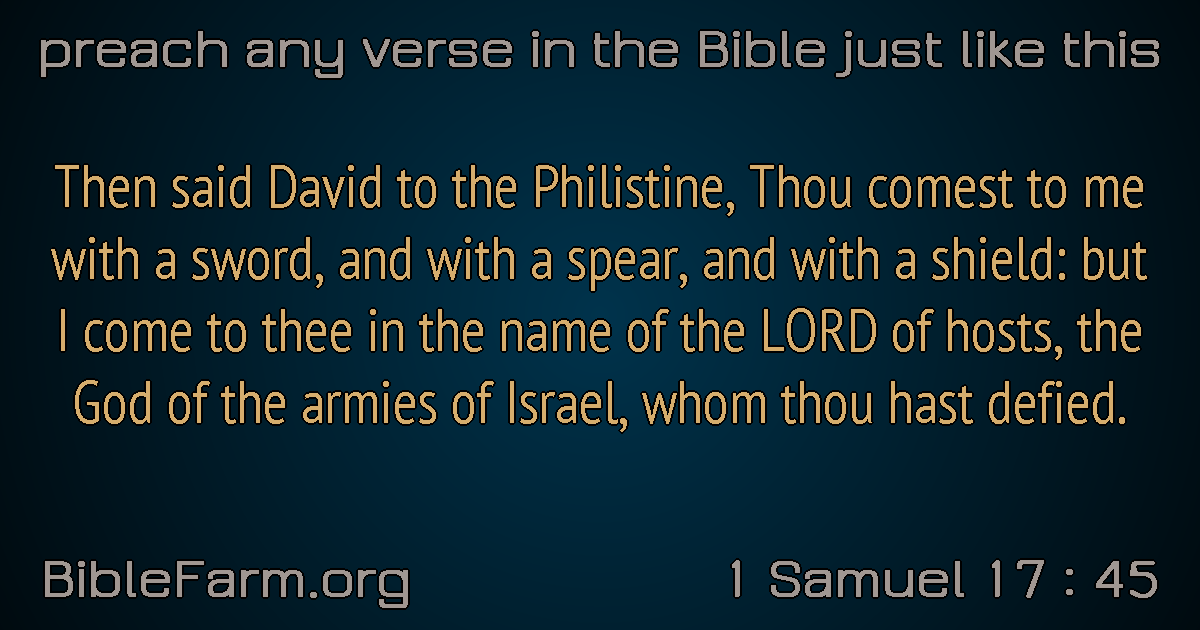 preach any verse in the Bible just like this
Then said David to the Philistine, Thou comest to me
with a sword, and with a spear, and with a shield: but
I come to thee in the name of the LORD of hosts, the
God of the armies of Israel, whom thou hast defied.
BibleFarm.org
1 Samuel 17 : 45